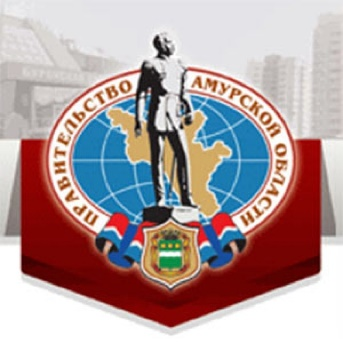 ПРАВИТЕЛЬСТВО АМУРСКОЙ ОБЛАСТИ